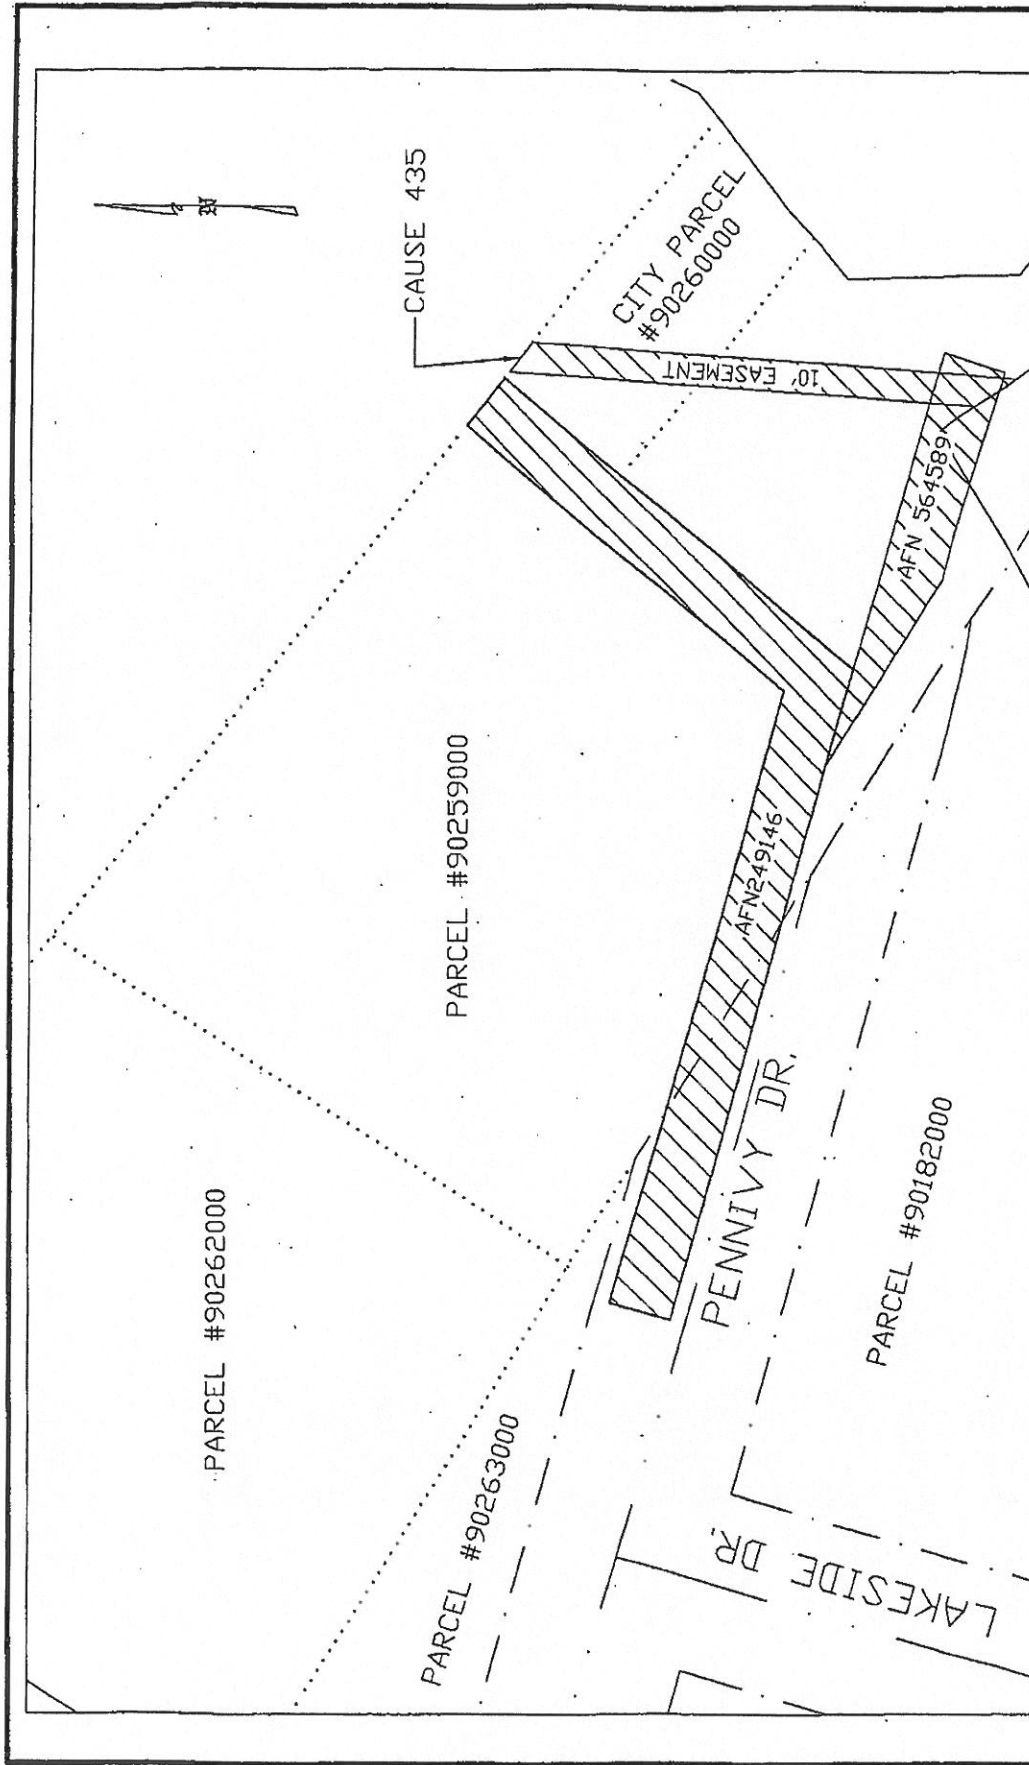 CAUSE 435
N
CITY PARCEL
#90260000
10' EASEMENT
AFN 564589
PARCEL #90259000
AFN249146
PARCEL #90262000
PENNIVY DR.
PARCEL #90182000
PARCEL #90263000
LAKESIDE DR.